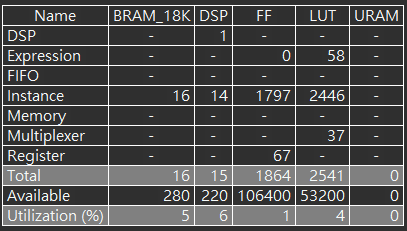 Name BRAM_18K DSP FF LUT URAM
DSP - 1 - - -
Expression - - 0 58 -
FIFO - - - - -
Instance 16 14 1797 2446 -
Memory - - - - -
Multiplexer - - - 37 -
Register - - 67 - -
Total 16 15 1864 2541 0
Available 280 220 106400 53200 0
Utilization (%) 5 6 1 4 0